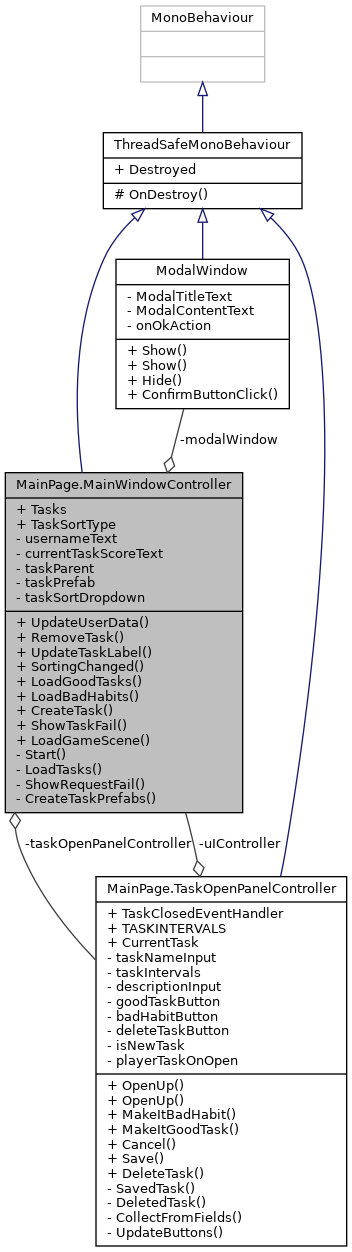 MonoBehaviour
ThreadSafeMonoBehaviour
+ Destroyed
# OnDestroy()
ModalWindow
- ModalTitleText
- ModalContentText
- onOkAction
+ Show()
+ Show()
+ Hide()
+ ConfirmButtonClick()
-modalWindow
MainPage.MainWindowController
+ Tasks
+ TaskSortType
- usernameText
- currentTaskScoreText
- taskParent
- taskPrefab
- taskSortDropdown
+ UpdateUserData()
+ RemoveTask()
+ UpdateTaskLabel()
+ SortingChanged()
+ LoadGoodTasks()
+ LoadBadHabits()
+ CreateTask()
+ ShowTaskFail()
+ LoadGameScene()
- Start()
- LoadTasks()
- ShowRequestFail()
- CreateTaskPrefabs()
-taskOpenPanelController
-uIController
MainPage.TaskOpenPanelController
+ TaskClosedEventHandler
+ TASKINTERVALS
+ CurrentTask
- taskNameInput
- taskIntervals
- descriptionInput
- goodTaskButton
- badHabitButton
- deleteTaskButton
- isNewTask
- playerTaskOnOpen
+ OpenUp()
+ OpenUp()
+ MakeItBadHabit()
+ MakeItGoodTask()
+ Cancel()
+ Save()
+ DeleteTask()
- SavedTask()
- DeletedTask()
- CollectFromFields()
- UpdateButtons()